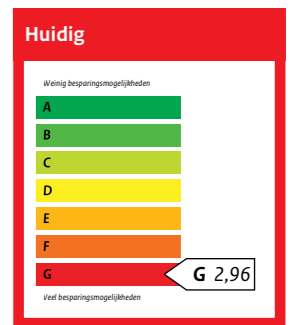 Huidig
Weinig besparingsmogelijkheden
A
B
C
D
E
F
G
G 2,96
Veel besparingsmogelijkheden